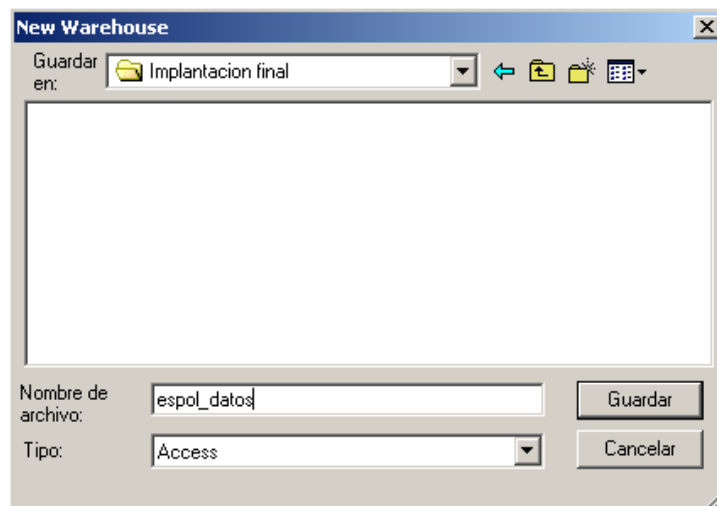 New Warehouse
Guardar
en:
Implantacion final
Nombre de
archivo:
espol_datos
Guardar
Tipo:
Access
Cancelar